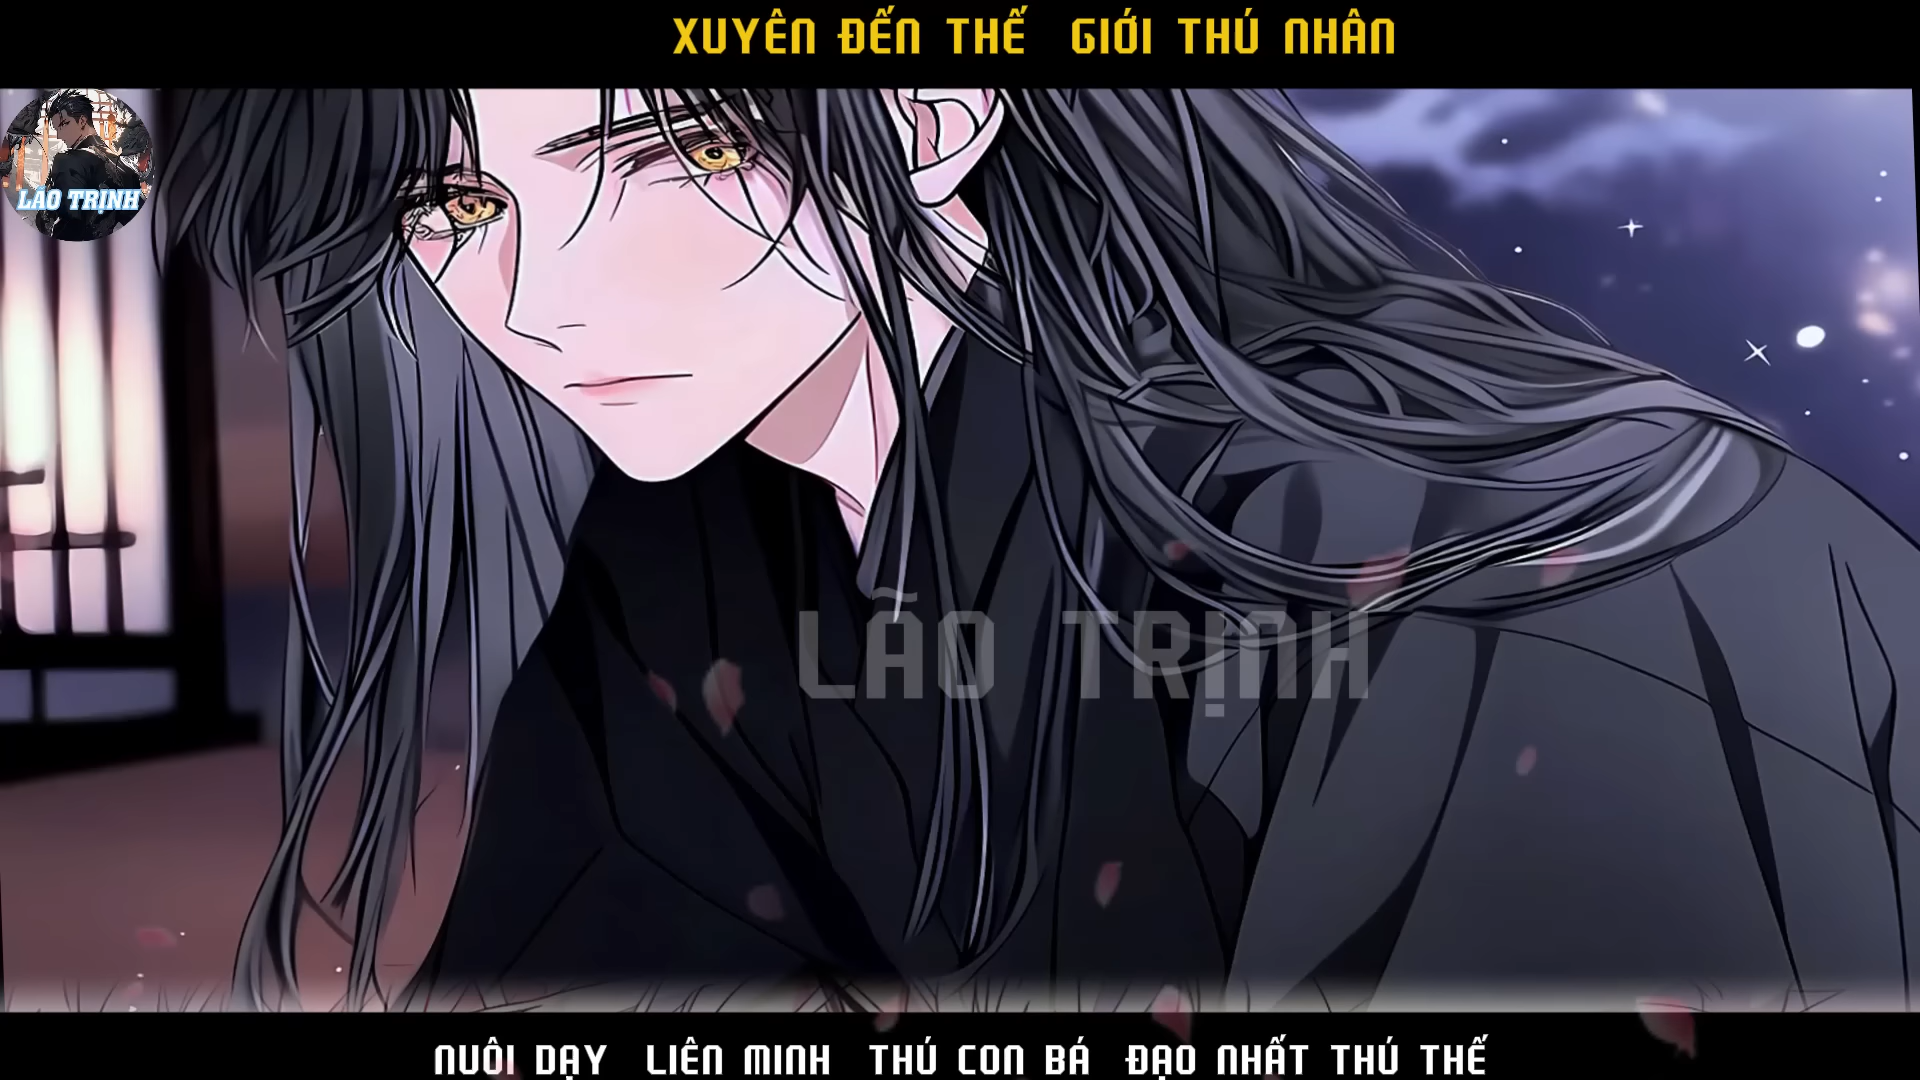 XUYÊN ĐẾN THẾ GIỚI THÚ NHÂN
LÃO TRỊNH
LÃO TRỊNH
NUÔI DẠY LIÊN MINH THÚ CON BÁ ĐẠO NHẤT THÚ THẾ